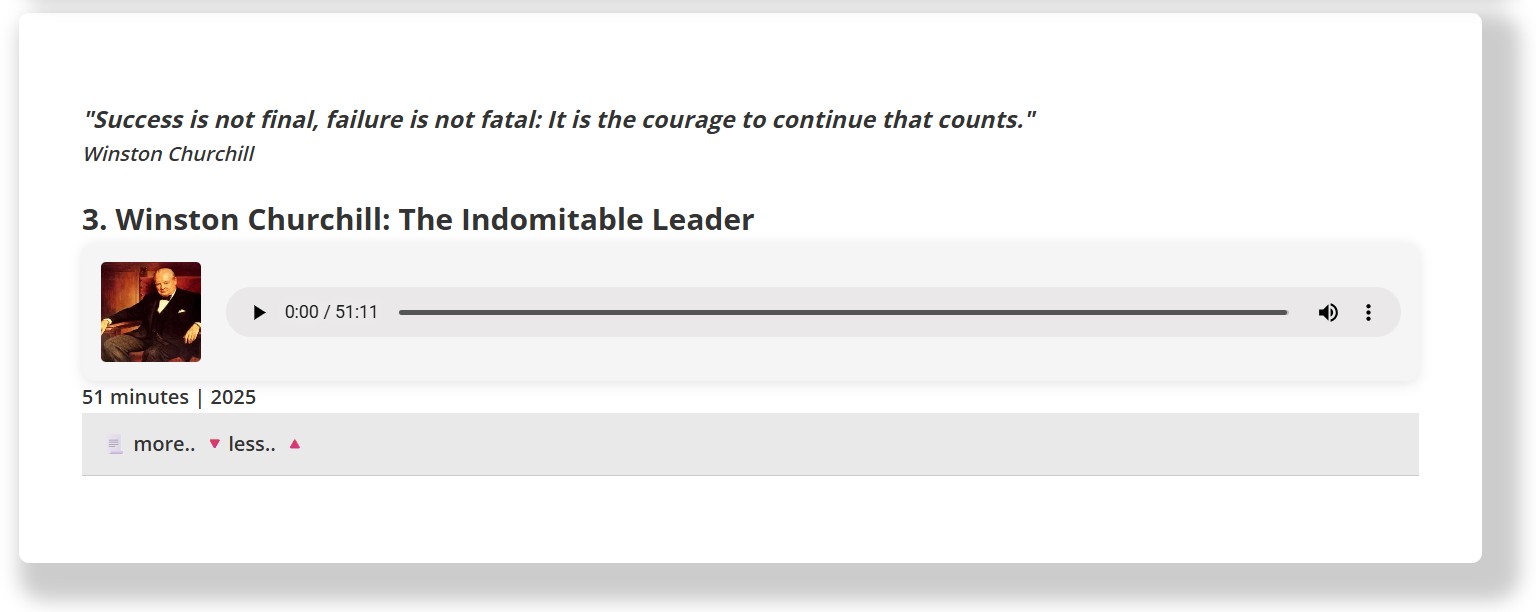 "Success is not final, failure is not fatal: It is the courage to continue that counts."
Winston Churchill
3. Winston Churchill: The Indomitable Leader
0:00 / 51:11
51 minutes | 2025
more.. less..